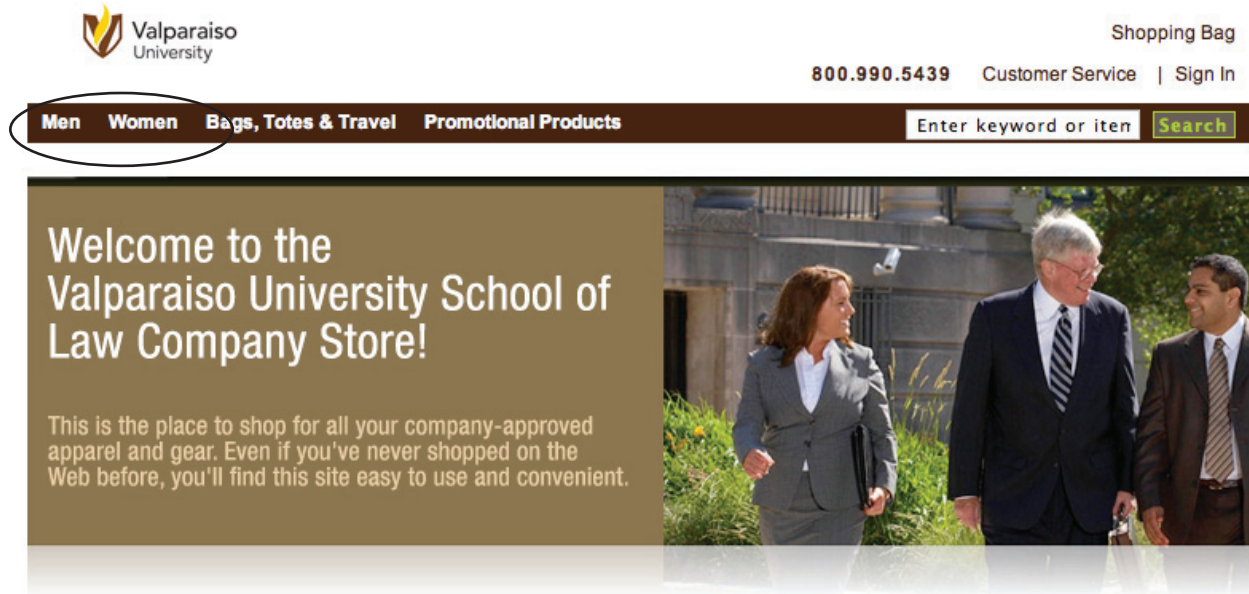 Valparaiso
University
Shopping Bag
800.990.5439 Customer Service | Sign In
Men Women Bags, Totes & Travel Promotional Products
Enter keyword or iten Search
Welcome to the
Valparaiso University School of
Law Company Store!
This is the place to shop for all your company-approved
apparel and gear. Even if you've never shopped on the
Web before, you'll find this site easy to use and convenient.